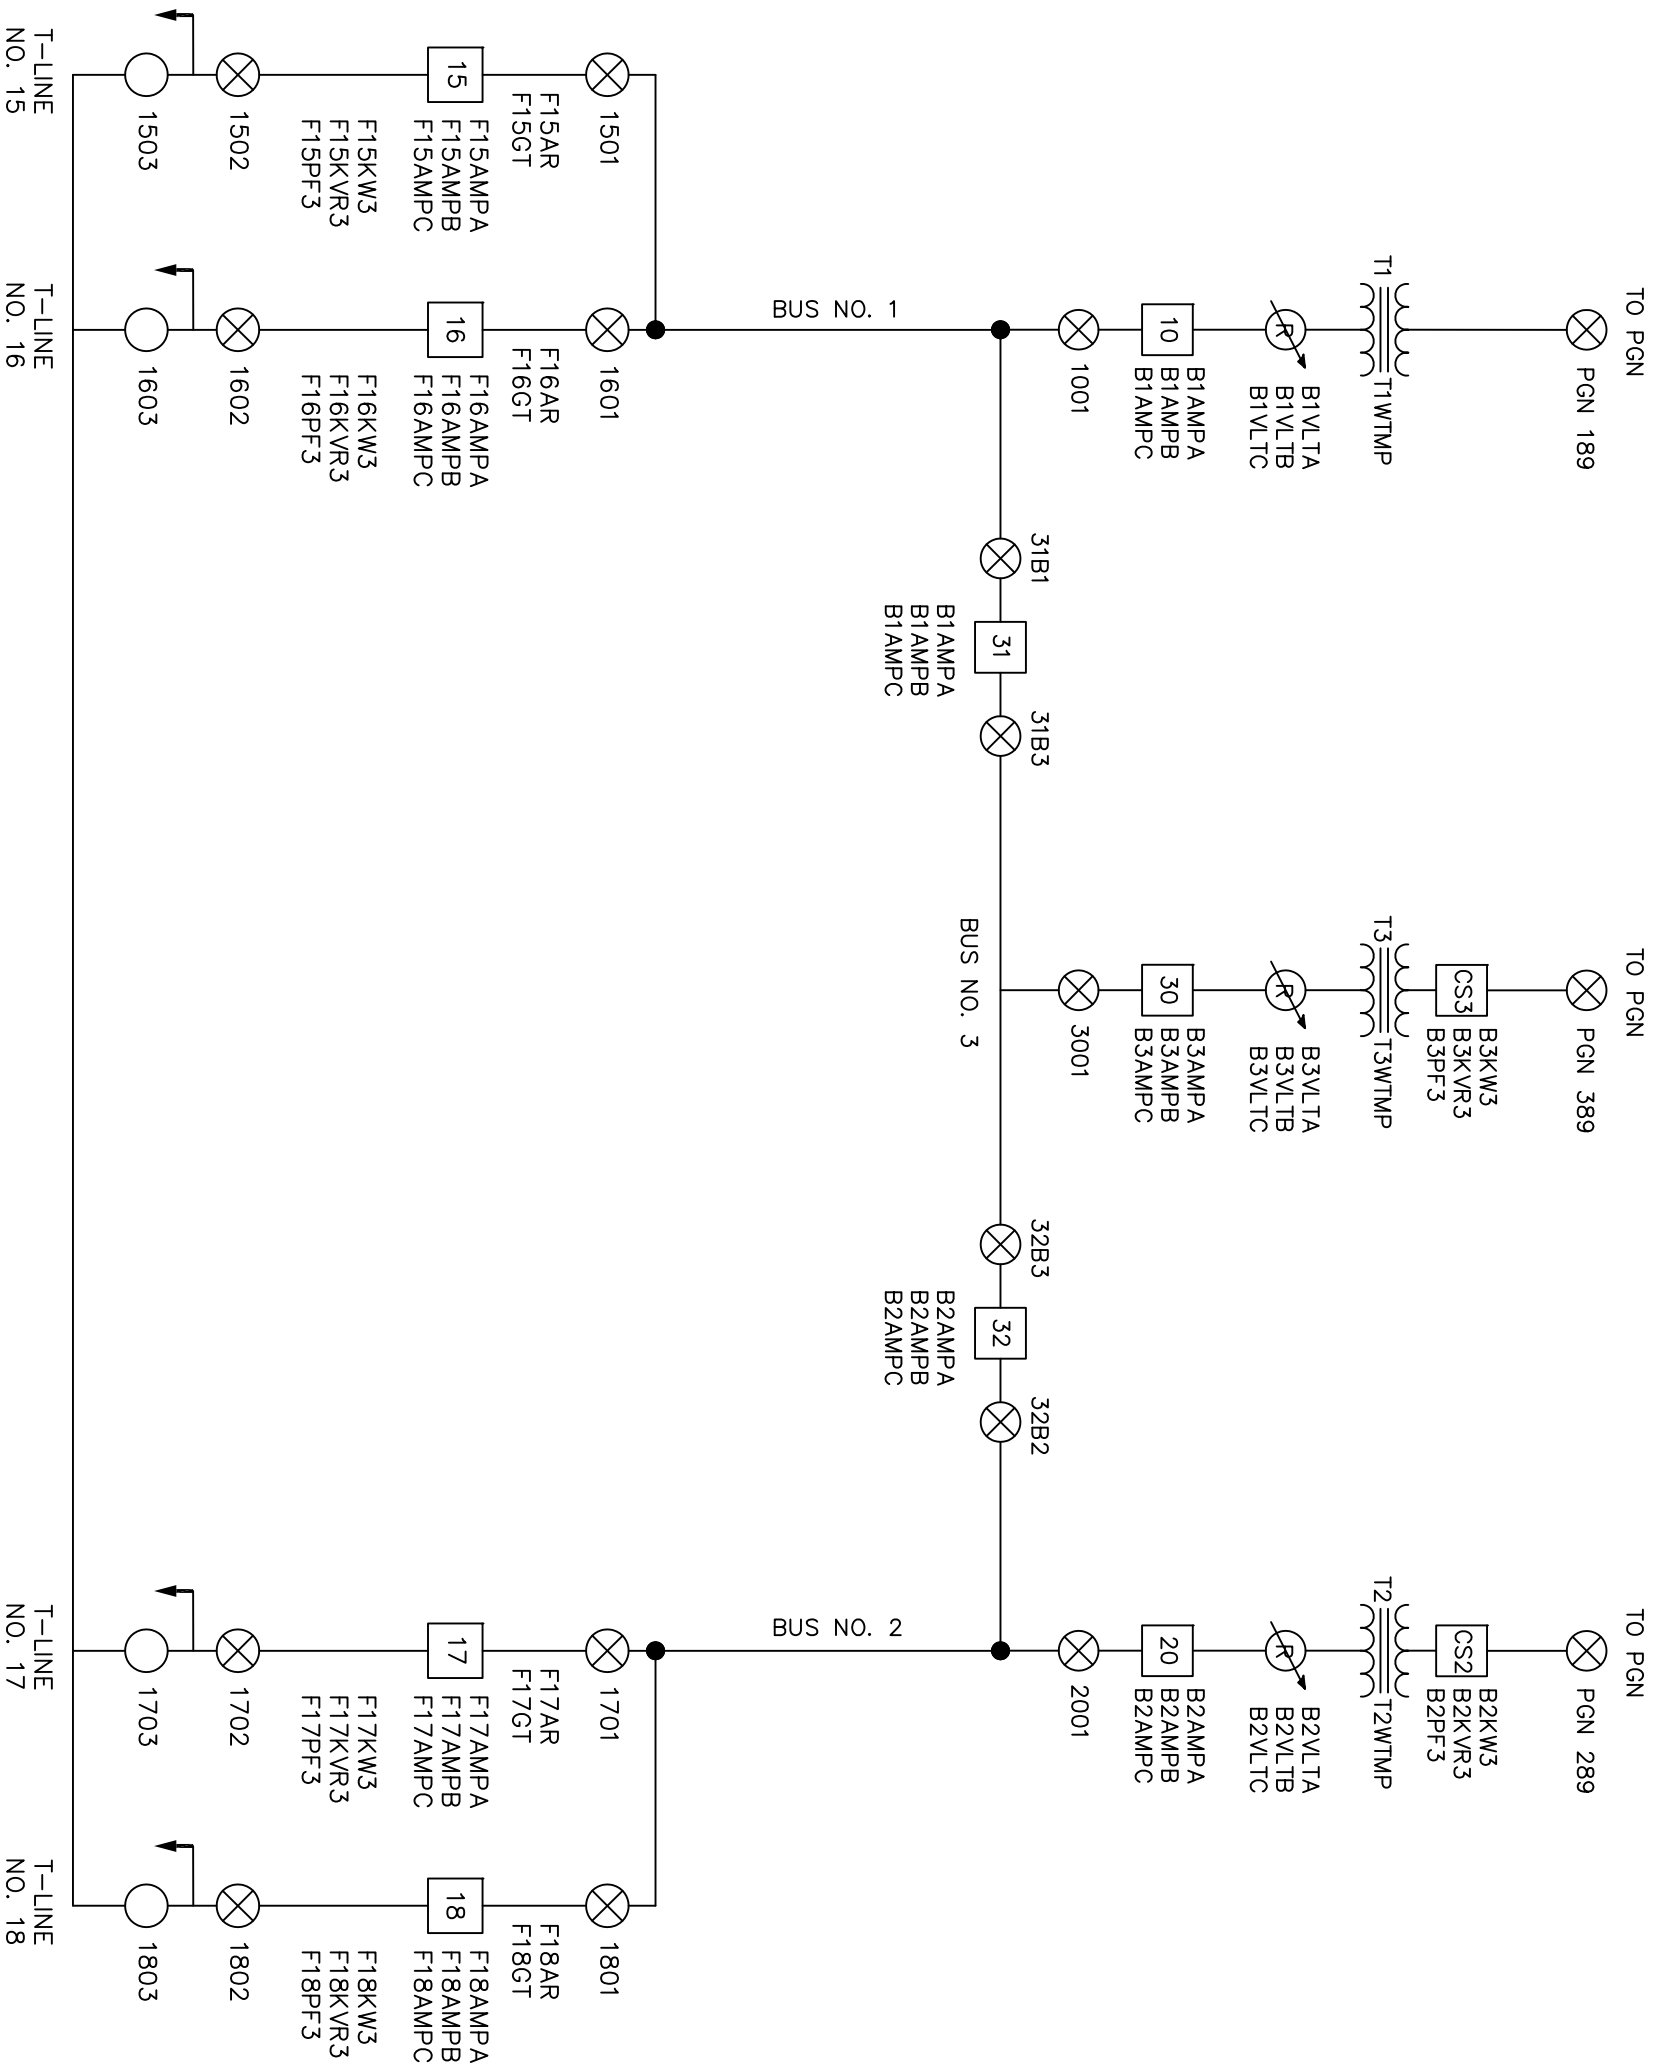 TO PGN
PGN 189
T1
T1WTMP
B1VLTA
B1VLTB
B1VLTC
R
B1AMPA
B1AMPB
B1AMPC
10
1001
TO PGN
PGN 389
B3KW3
B3KVR3
B3PF3
CS3
T3
T3WTMP
B3VLTA
B3VLTB
B3VLTC
R
B3AMPA
B3AMPB
B3AMPC
30
3001
TO PGN
PGN 289
B2KW3
B2KVR3
B2PF3
CS2
T2
T2WTMP
B2VLTA
B2VLTB
B2VLTC
R
B2AMPA
B2AMPB
B2AMPC
20
2001
31B1
31
31B3
B1AMPA
B1AMPB
B1AMPC
BUS NO. 3
32B3
32
32B2
B2AMPA
B2AMPB
B2AMPC
BUS NO. 1
BUS NO. 2
1501
F15AR
F15GT
15
F15AMPA
F15AMPB
F15AMPC
F15KW3
F15KVR3
F15PF3
1502
1503
T-LINE
NO. 15
1601
F16AR
F16GT
16
F16AMPA
F16AMPB
F16AMPC
F16KW3
F16KVR3
F16PF3
1602
1603
T-LINE
NO. 16
1701
F17AR
F17GT
17
F17AMPA
F17AMPB
F17AMPC
F17KW3
F17KVR3
F17PF3
1702
1703
T-LINE
NO. 17
1801
F18AR
F18GT
18
F18AMPA
F18AMPB
F18AMPC
F18KW3
F18KVR3
F18PF3
1802
1803
T-LINE
NO. 18